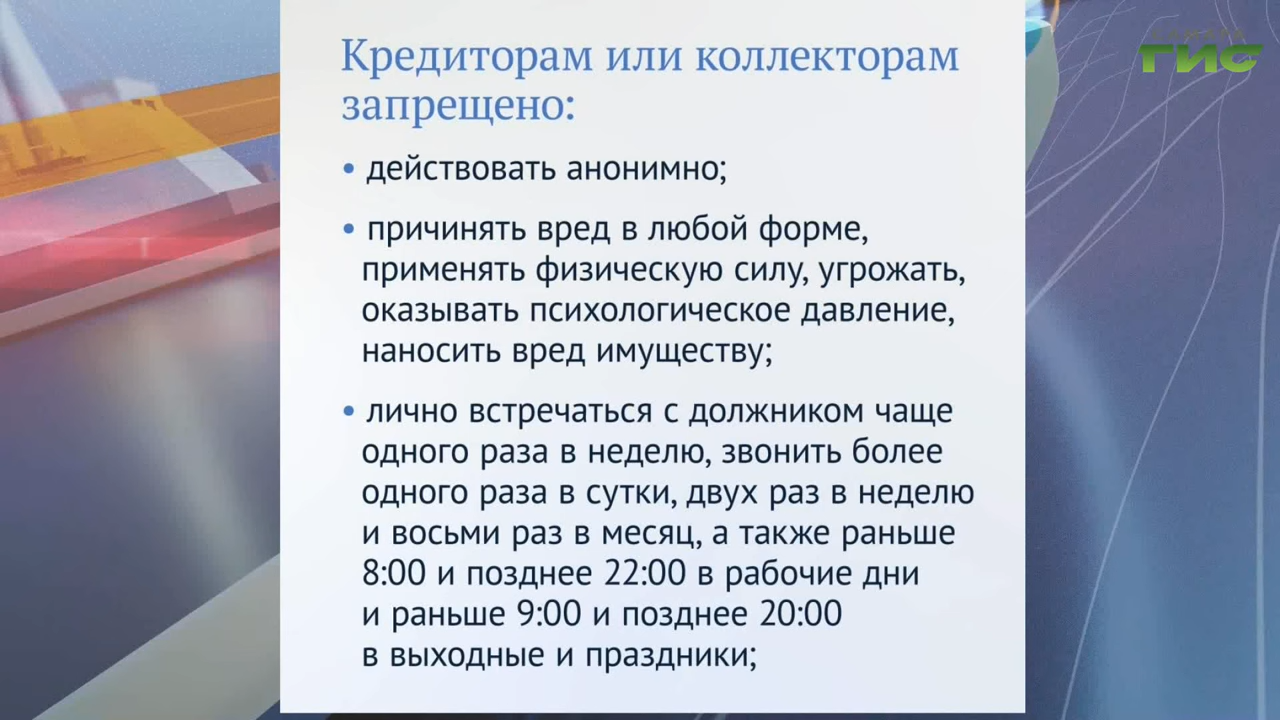 САМАРА
ГИС
Кредиторам или коллекторам
запрещено:
• действовать анонимно;
• причинять вред в любой форме,
применять физическую силу, угрожать,
оказывать психологическое давление,
наносить вред имуществу;
• лично встречаться с должником чаще
одного раза в неделю, звонить более
одного раза в сутки, двух раз в неделю
и восьми раз в месяц, а также раньше
8:00 и позднее 22:00 в рабочие дни
и раньше 9:00 и позднее 20:00
в выходные и праздники;